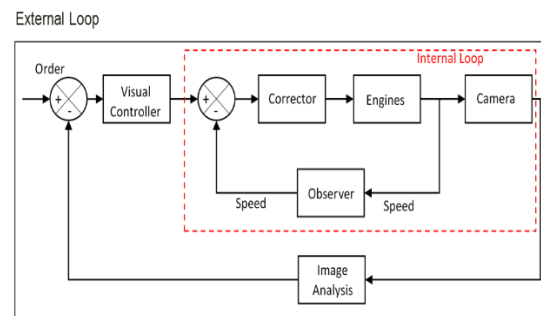 External Loop
Internal Loop
Order
Visual
Controller
+
-
+
-
Corrector
Engines
Camera
Observer
Speed
Speed
Image
Analysis